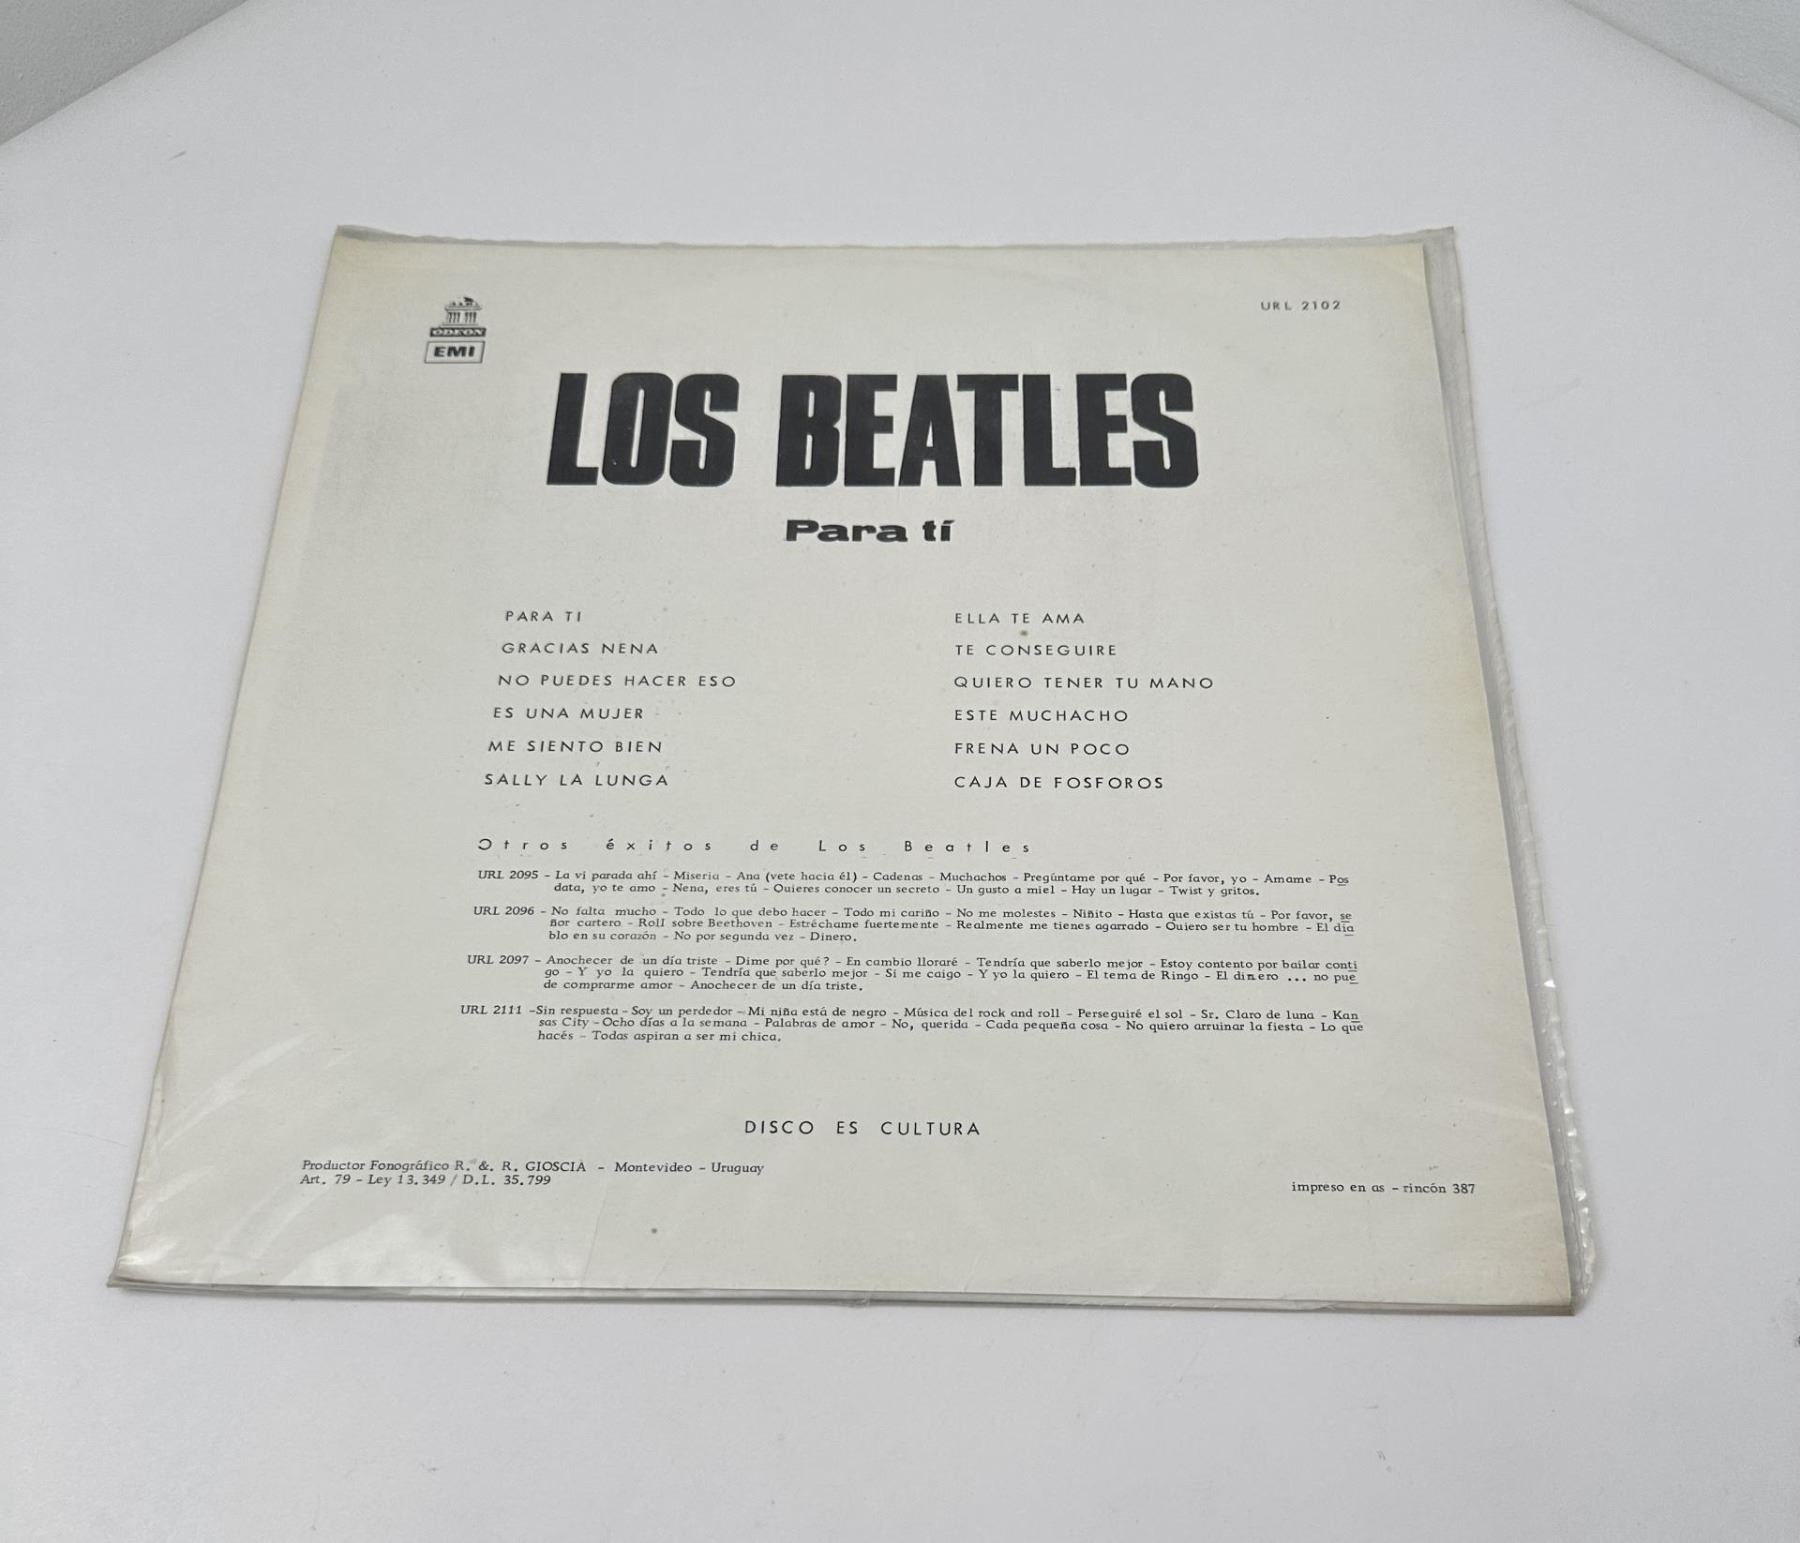 ODEON
EMI
URL 2102
LOS BEATLES
Para tí
PARA TI
GRACIAS NENA
NO PUEDES HACER ESO
ES UNA MUJER
ME SIENTO BIEN
SALLY LA LUNGA
ELLA TE AMA
TE CONSEGUIRE
QUIERO TENER TU MANO
ESTE MUCHACHO
FRENA UN POCO
CAJA DE FOSFOROS
Otros éxitos de Los Beatles
URL 2095 - La vi parada ahí - Miseria - Ana (vete hacia él) - Cadenas - Muchachos - Pregúntame por qué - Por favor, yo - Amame - Pos
data, yo te amo - Nena, eres tú - Quieres conocer un secreto - Un gusto a miel - Hay un lugar - Twist y gritos.
URL 2096 - No falta mucho - Todo lo que debo hacer - Todo mi cariño - No me molestes - Niñito - Hasta que existas tú - Por favor, se
ñor cartero - Roll sobre Beethoven - Estréchame fuertemente - Realmente me tienes agarrado - Quiero ser tu hombre - El dia
blo en su corazón - No por segunda vez - Dinero.
URL 2097 - Anochecer de un día triste - Dime por qué? - En cambio lloraré - Tendría que saberlo mejor - Estoy contento por bailar conti
go - Y yo la quiero - Tendría que saberlo mejor - Si me caigo - Y yo la quiero - El tema de Ringo - El dinero ... no pue
de comprarme amor - Anochecer de un día triste.
URL 2111 -Sin respuesta - Soy un perdedor - Mi niña está de negro - Música del rock and roll - Perseguiré el sol - Sr. Claro de luna - Kan
sas City - Ocho días a la semana - Palabras de amor - No, querida - Cada pequeña cosa - No quiero arruinar la fiesta - Lo que
hacés - Todas aspiran a ser mi chica.
DISCO ES CULTURA
Productor Fonográfico R. &. R. GIOSCIA - Montevideo - Uruguay
Art. 79 - Ley 13.349 / D.L. 35.799
impreso en as - rincón 387